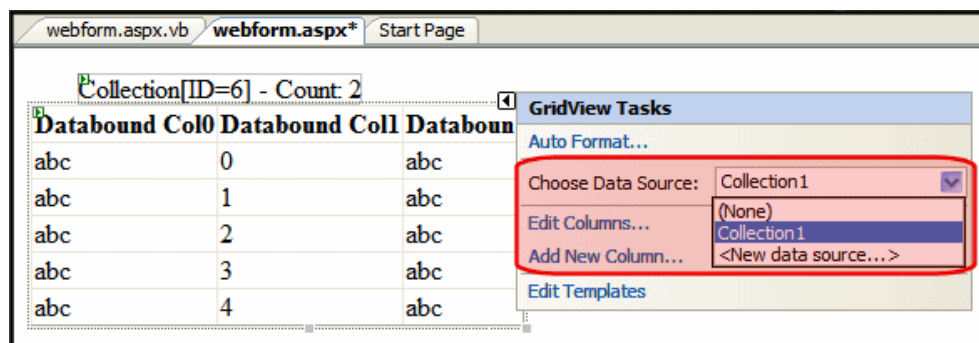 webform.aspx.vb webform.aspx* Start Page
Collection[ID=6] - Count: 2
Databound Col0 Databound Col1 Databoun
abc 0 abc
abc 1 abc
abc 2 abc
abc 3 abc
abc 4 abc
GridView Tasks
Auto Format...
Choose Data Source: Collection1
(None)
Collection1
<New data source...>
Edit Columns...
Add New Column...
Edit Templates